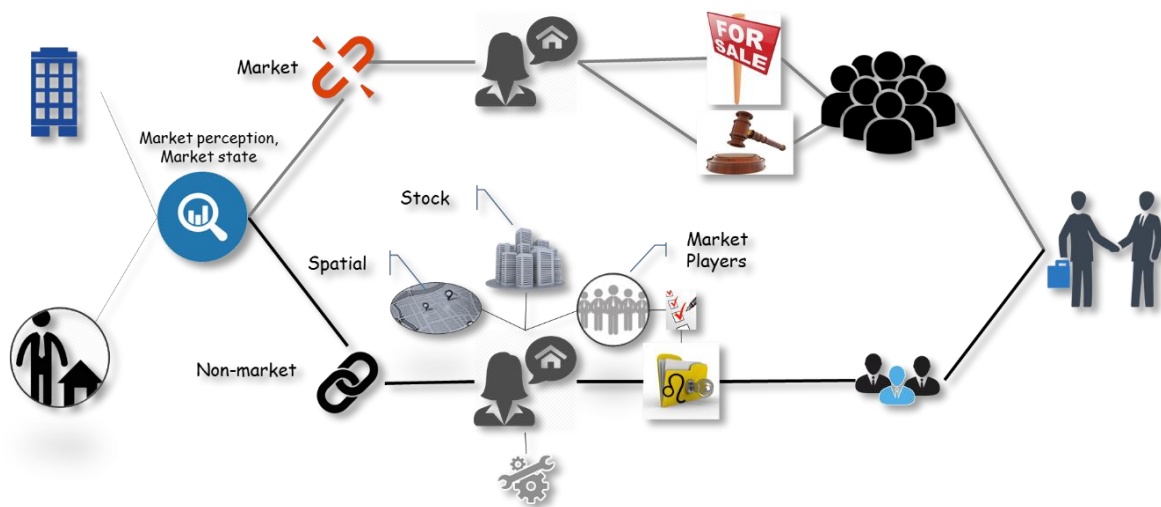 Market
FOR
SALE
Market perception,
Market state
Stock
Spatial
Market
Players
Non-market